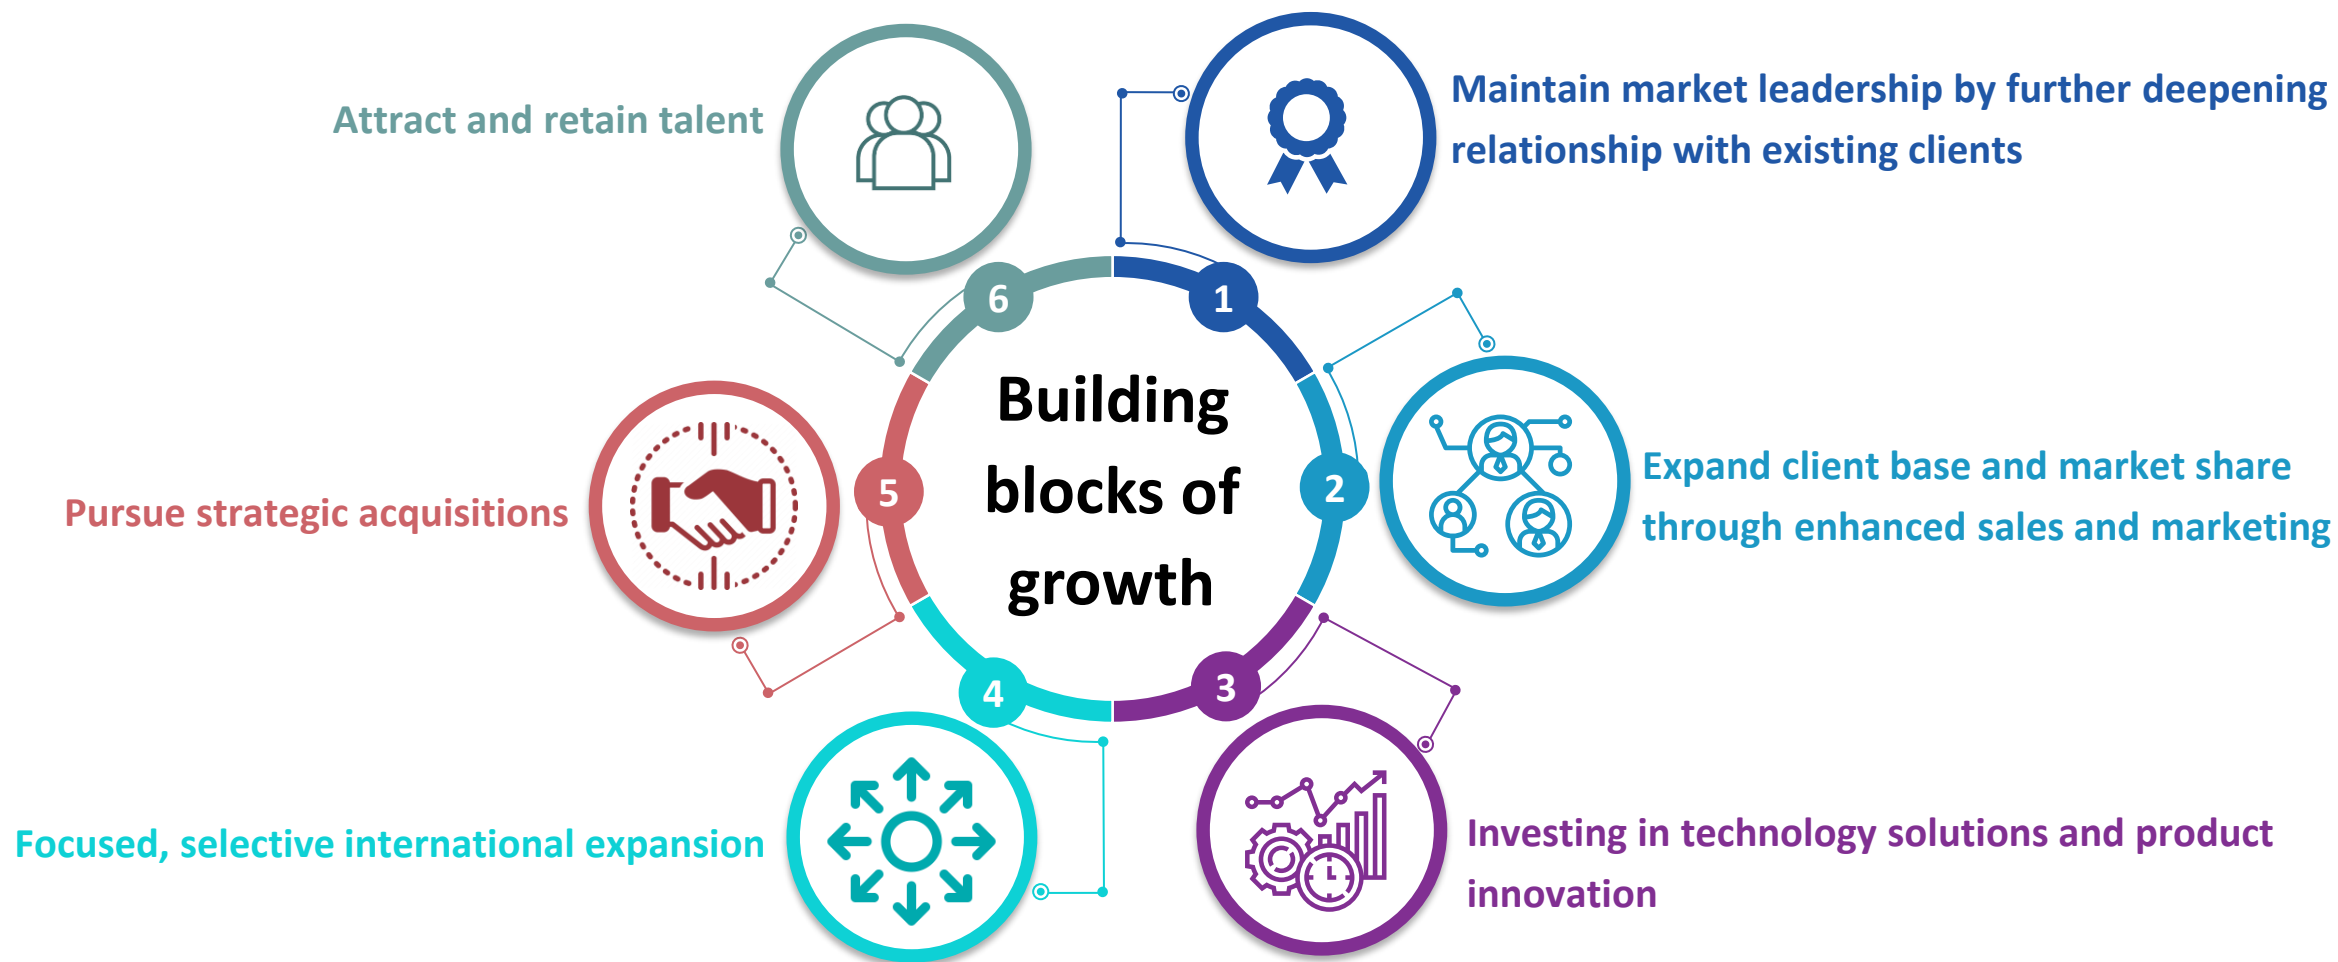 Building
blocks of
growth
1
Maintain market leadership by further deepening
relationship with existing clients
2
Expand client base and market share
through enhanced sales and marketing
3
Investing in technology solutions and product
innovation
4
Focused, selective international expansion
5
Pursue strategic acquisitions
6
Attract and retain talent